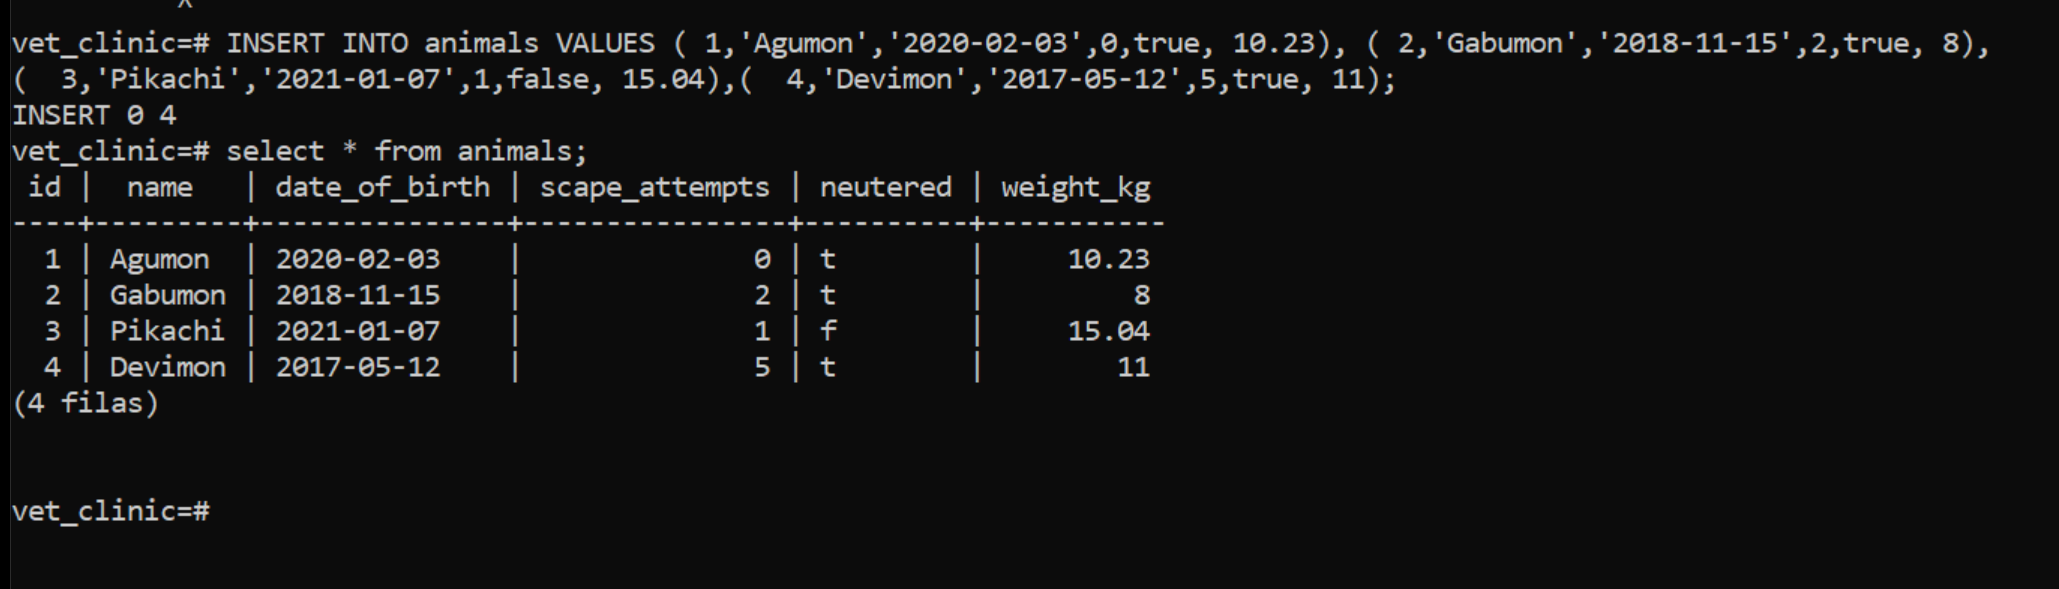 ^
vet_clinic=# INSERT INTO animals VALUES ( 1,'Agumon','2020-02-03',0,true, 10.23), ( 2,'Gabumon','2018-11-15',2,true, 8),
(  3,'Pikachi','2021-01-07',1,false, 15.04),(  4,'Devimon','2017-05-12',5,true, 11);
INSERT 0 4
vet_clinic=# select * from animals;
 id |  name   | date_of_birth | scape_attempts | neutered | weight_kg
----+---------+---------------+----------------+----------+-----------
  1 | Agumon  | 2020-02-03    |              0 | t        |     10.23
  2 | Gabumon | 2018-11-15    |              2 | t        |         8
  3 | Pikachi | 2021-01-07    |              1 | f        |     15.04
  4 | Devimon | 2017-05-12    |              5 | t        |        11
(4 filas)
vet_clinic=#